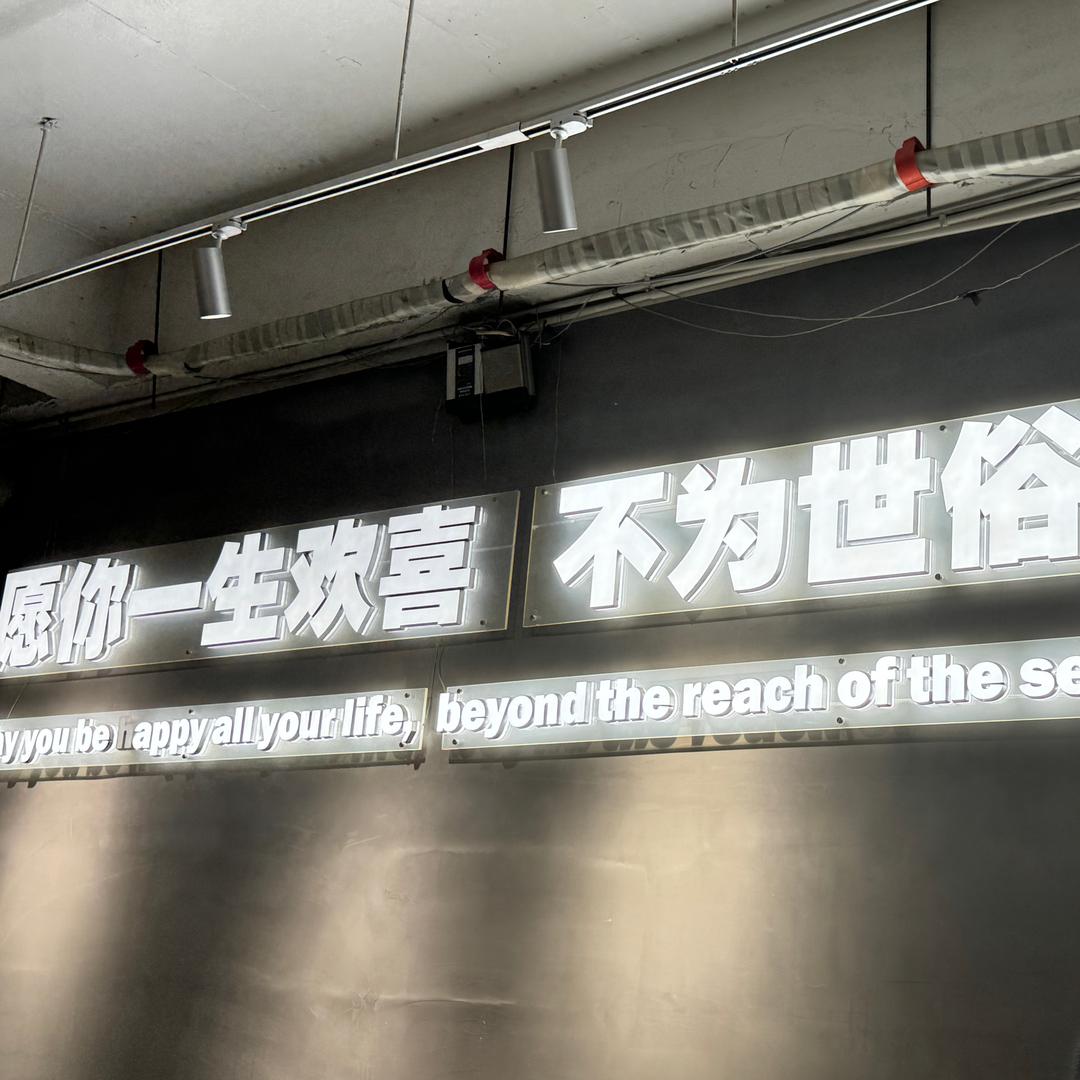 愿你一生欢喜 不为世俗
you be appy all your life, beyond the reach of the